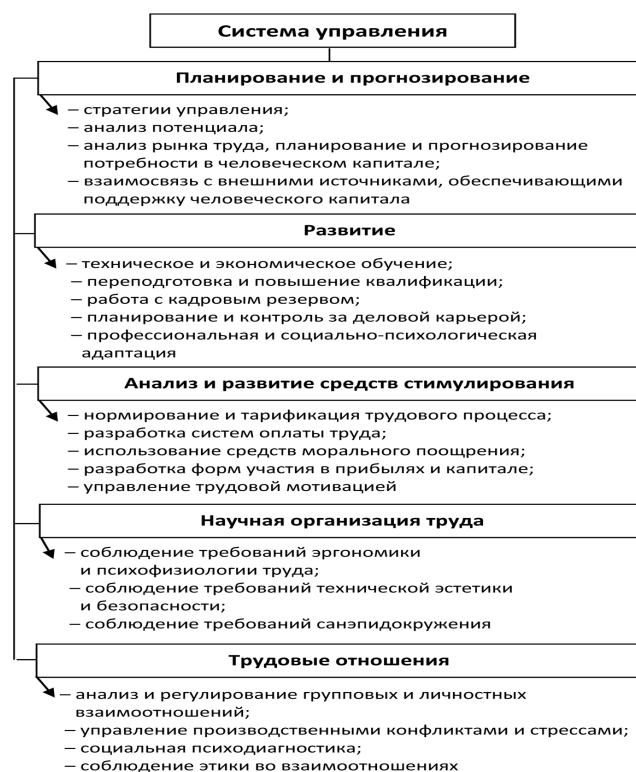 Система управления
Планирование и прогнозирование
– стратегии управления;
– анализ потенциала;
– анализ рынка труда, планирование и прогнозирование
потребности в человеческом капитале;
– взаимосвязь с внешними источниками, обеспечивающими
поддержку человеческого капитала
Развитие
– техническое и экономическое обучение;
– переподготовка и повышение квалификации;
– работа с кадровым резервом;
– планирование и контроль за деловой карьерой;
– профессиональная и социально-психологическая
адаптация
Анализ и развитие средств стимулирования
– нормирование и тарификация трудового процесса;
– разработка систем оплаты труда;
– использование средств морального поощрения;
– разработка форм участия в прибылях и капитале;
– управление трудовой мотивацией
Научная организация труда
– соблюдение требований эргономики
и психофизиологии труда;
– соблюдение требований технической эстетики
и безопасности;
– соблюдение требований санэпидокружения
Трудовые отношения
– анализ и регулирование групповых и личностных
взаимоотношений;
– управление производственными конфликтами и стрессами;
– социальная психодиагностика;
– соблюдение этики во взаимоотношениях